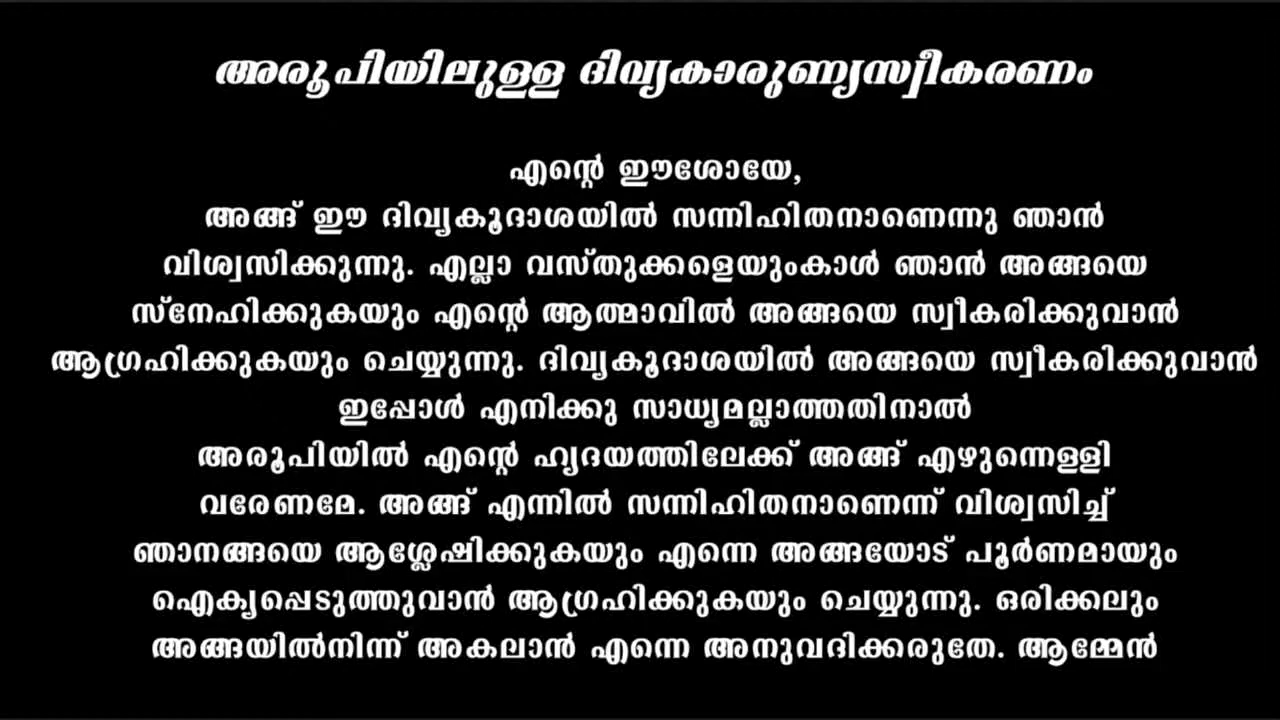 അരൂപിയിലുള്ള ദിവ്യകാരുണ്യസ്വീകരണം
എന്റെ ഈശോയേ,
അങ്ങ് ഈ ദിവ്യകൂദാശയിൽ സന്നിഹിതനാണെന്നു ഞാൻ
വിശ്വസിക്കുന്നു. എല്ലാ വസ്തുക്കളെയുംകാൾ ഞാൻ അങ്ങയെ
സ്നേഹിക്കുകയും എന്റെ ആത്മാവിൽ അങ്ങയെ സ്വീകരിക്കുവാൻ
ആഗ്രഹിക്കുകയും ചെയ്യുന്നു. ദിവ്യകൂദാശയിൽ അങ്ങയെ സ്വീകരിക്കുവാൻ
ഇപ്പോൾ എനിക്കു സാധ്യമല്ലാത്തതിനാൽ
അരൂപിയിൽ എന്റെ ഹൃദയത്തിലേക്ക് അങ്ങ് എഴുന്നെള്ളി
വരേണമേ. അങ്ങ് എന്നിൽ സന്നിഹിതനാണെന്ന് വിശ്വസിച്ച്
ഞാനങ്ങയെ ആശ്ലേഷിക്കുകയും എന്നെ അങ്ങയോട് പൂർണമായും
ഐക്യപ്പെടുത്തുവാൻ ആഗ്രഹിക്കുകയും ചെയ്യുന്നു. ഒരിക്കലും
അങ്ങയിൽനിന്ന് അകലാൻ എന്നെ അനുവദിക്കരുതേ. ആമ്മേൻ